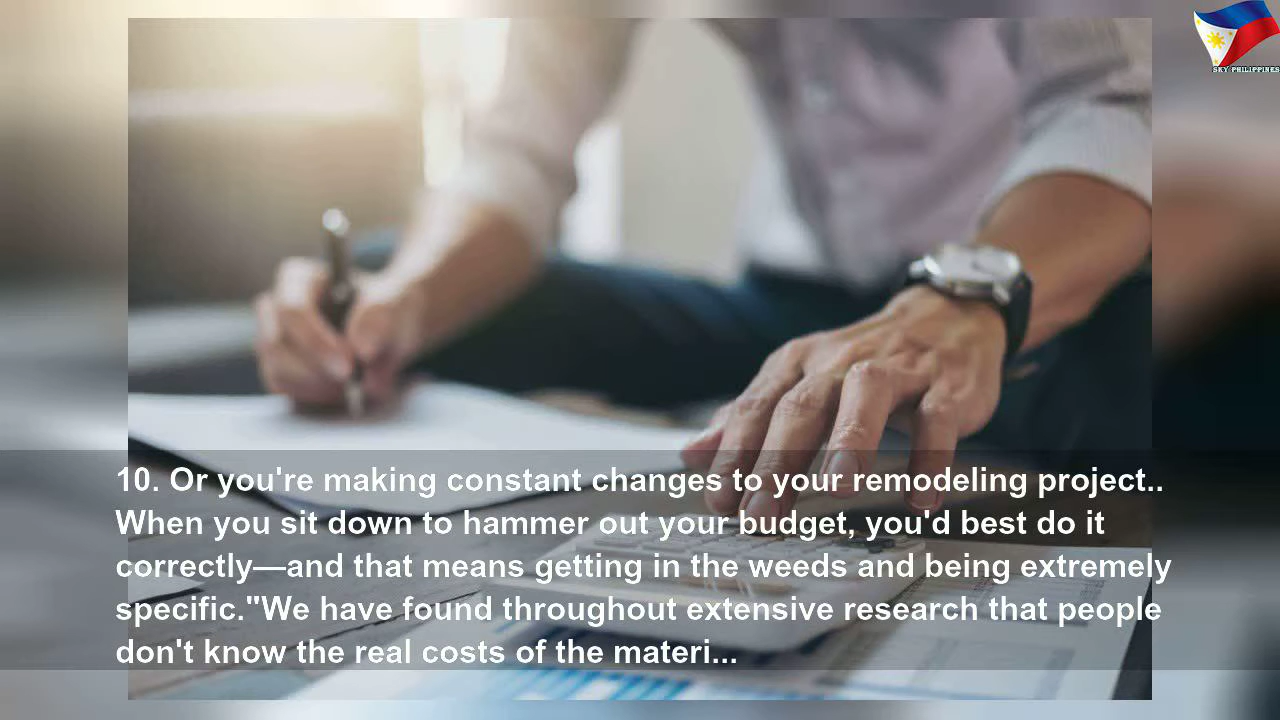 SKY PHILIPPINES
10. Or you're making constant changes to your remodeling project..
When you sit down to hammer out your budget, you'd best do it
correctly—and that means getting in the weeds and being extremely
specific."We have found throughout extensive research that people
don't know the real costs of the materi...